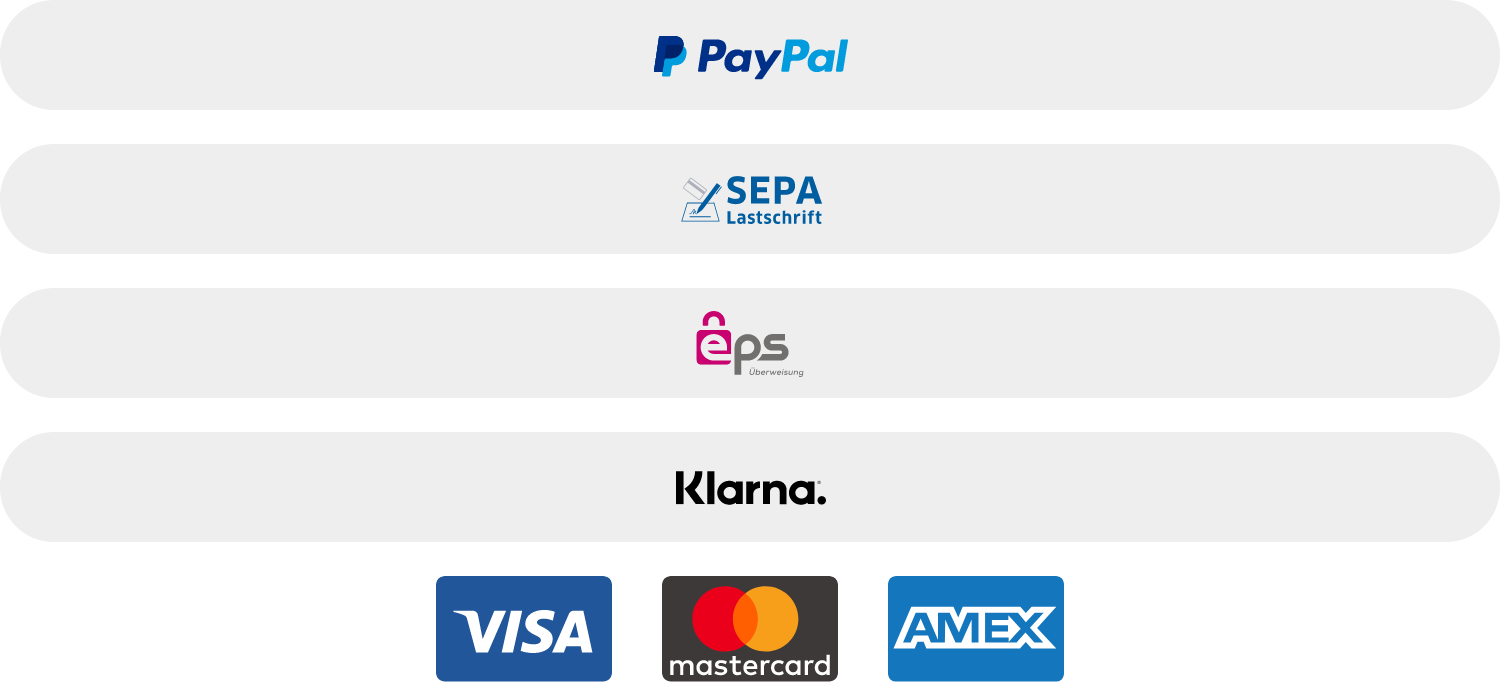 PayPal
SEPA
Lastschrift
eps
Überweisung
Klarna.
VISA
mastercard
AMEX